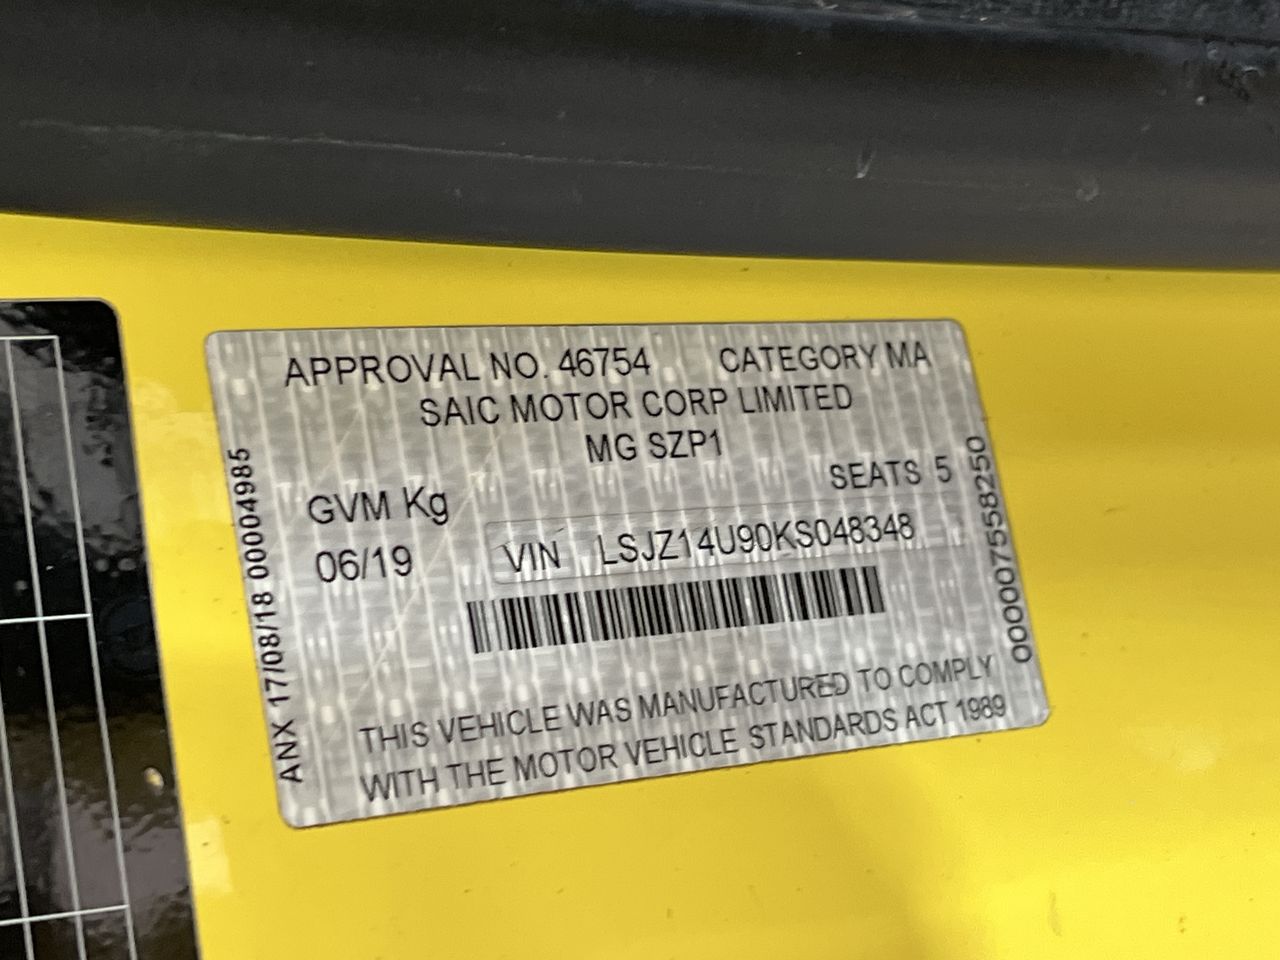 APPROVAL NO. 46754 CATEGORY MA
SAIC MOTOR CORP LIMITED
MG SZP1
SEATS 5
GVM Kg
06/19
VIN LSJZ14U90KS048348
THIS VEHICLE WAS MANUFACTURED TO COMPLY
WITH THE MOTOR VEHICLE STANDARDS ACT 1989
ANX 17/08/18 00004985
000007558250